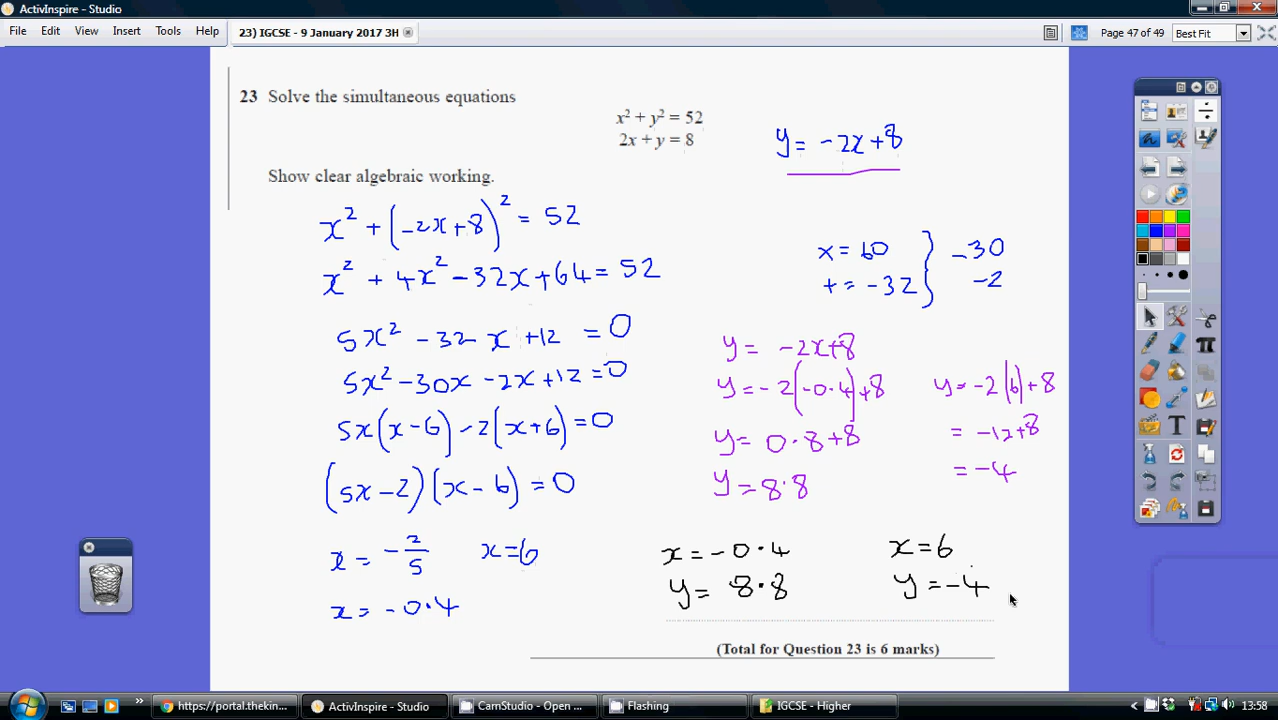 ActivInspire - Studio
File Edit View Insert Tools Help
23) IGCSE - 9 January 2017 3H
Page 47 of 49
Best Fit
23 Solve the simultaneous equations
x² + y² = 52
2x + y = 8
y = -2x+8
Show clear algebraic working.
x² + (-2x+8)² = 52
x² + 4x² - 32x + 64 = 52
5x² - 32x + 12 = 0
5x² - 30x - 2x + 12 = 0
5x(x-6) - 2(x+6) = 0
(5x-2)(x-6) = 0
x = -2/5 x=6
x = -0.4
x = 60 } -30
+ = -32 } -2
y = -2x+8
y = -2(-0.4)+8
y = 0.8+8
y = 8.8
y = -2(6)+8
= -12+8
= -4
x = -0.4 x = 6
y = 8.8 y = -4
(Total for Question 23 is 6 marks)
https://portal.thekin...
ActivInspire - Studio
CamStudio - Open ...
Flashing
IGCSE - Higher
13:58